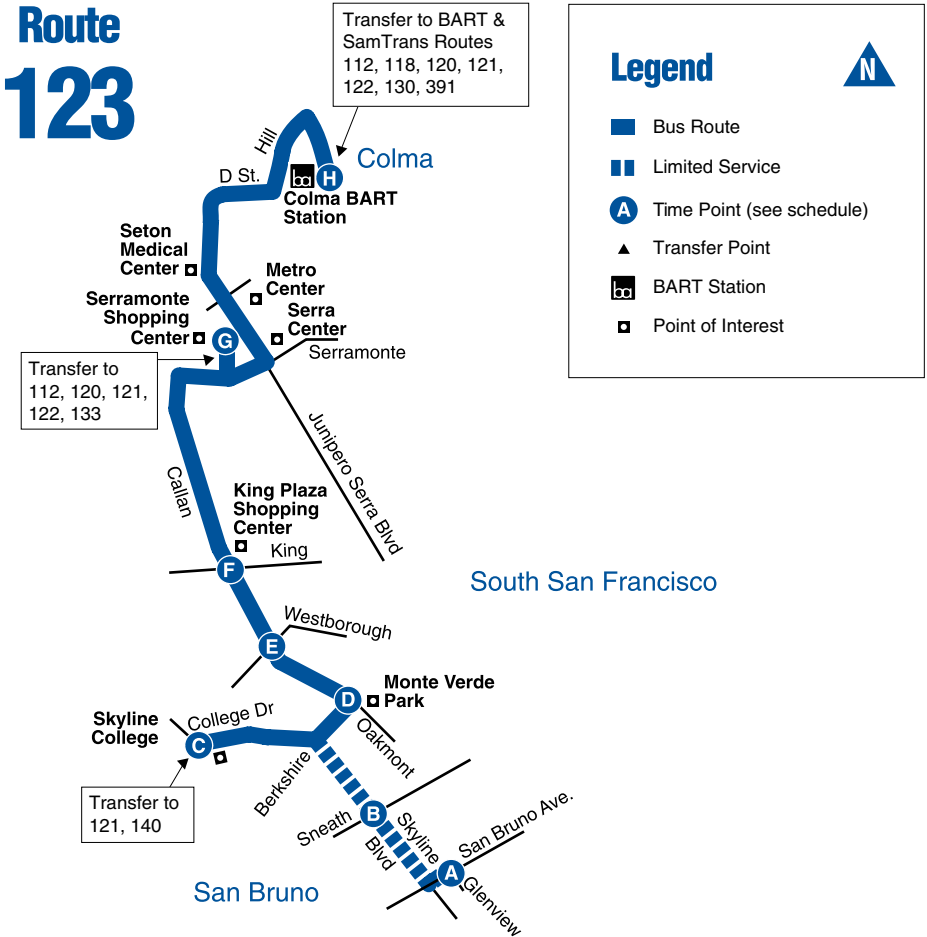 Route
123
Transfer to BART &
SamTrans Routes
112, 118, 120, 121,
122, 130, 391
Legend
N
Bus Route
Limited Service
A
Time Point (see schedule)
Transfer Point
ba
BART Station
Point of Interest
Hill
Colma
D St.
ba
H
Colma BART
Station
Seton
Medical
Center
Metro
Center
Serramonte
Shopping
Center
G
Serra
Center
Serramonte
Transfer to
112, 120, 121,
122, 133
Junipero Serra Blvd
Callan
King Plaza
Shopping
Center
King
F
South San Francisco
Westborough
E
Monte Verde
Park
D
Skyline
College
College Dr
C
Oakmont
Berkshire
Transfer to
121, 140
Sneath
B
Skyline
Blvd
San Bruno Ave.
A
Glenview
San Bruno